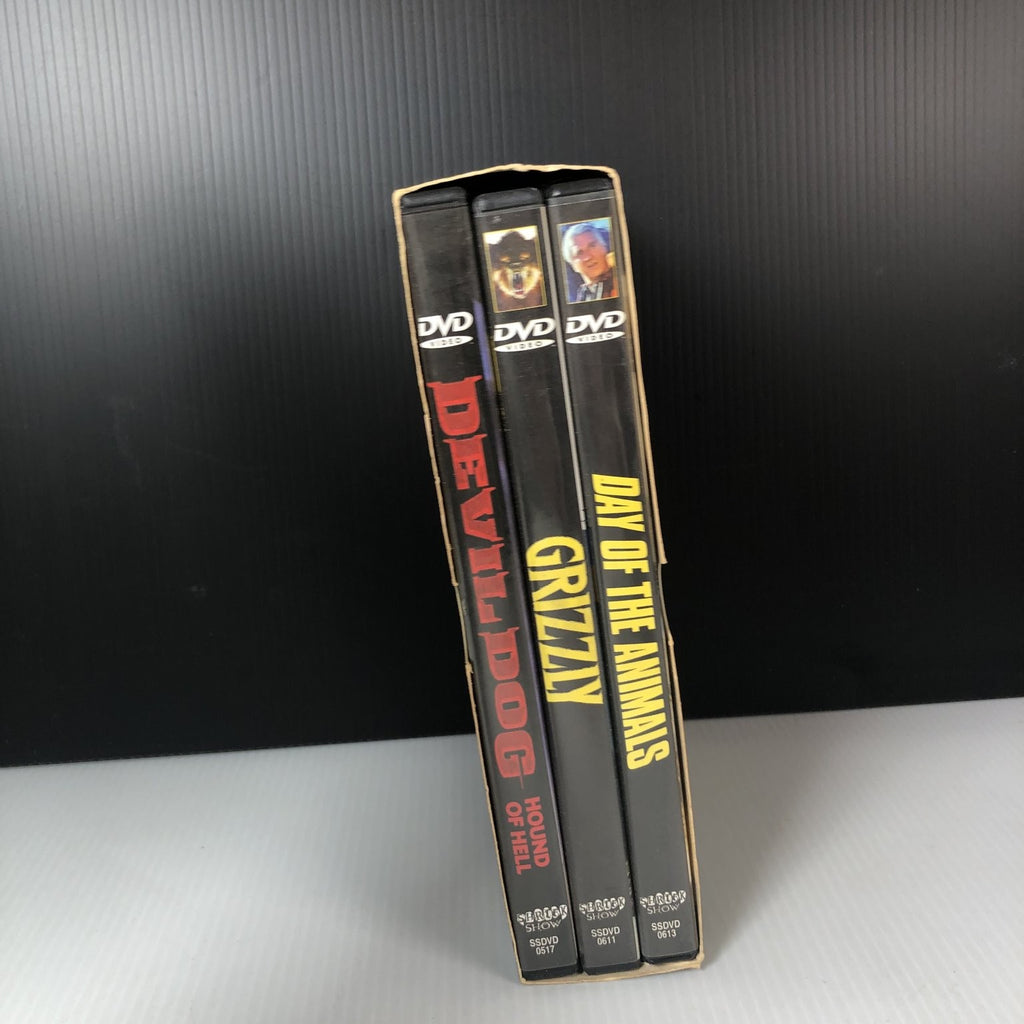 DVD
VIDEO
DEVIL DOG
HOUND
OF HELL
SHRIEK
SHOW
SSDVD
0517
DVD
VIDEO
GRIZZLY
SHRIEK
SHOW
SSDVD
0611
DVD
VIDEO
DAY OF THE ANIMALS
SHRIEK
SHOW
SSDVD
0613